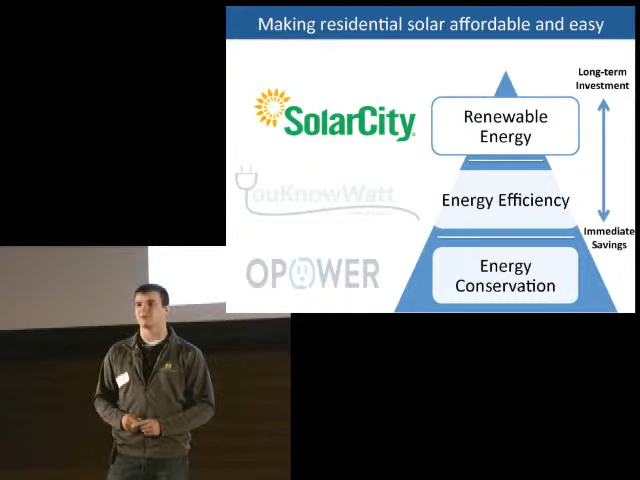 Making residential solar affordable and easy
Long-term
Investment
SolarCity
Renewable
Energy
ouKnowWatt
Energy Efficiency
Immediate
Savings
OPOWER
Energy
Conservation